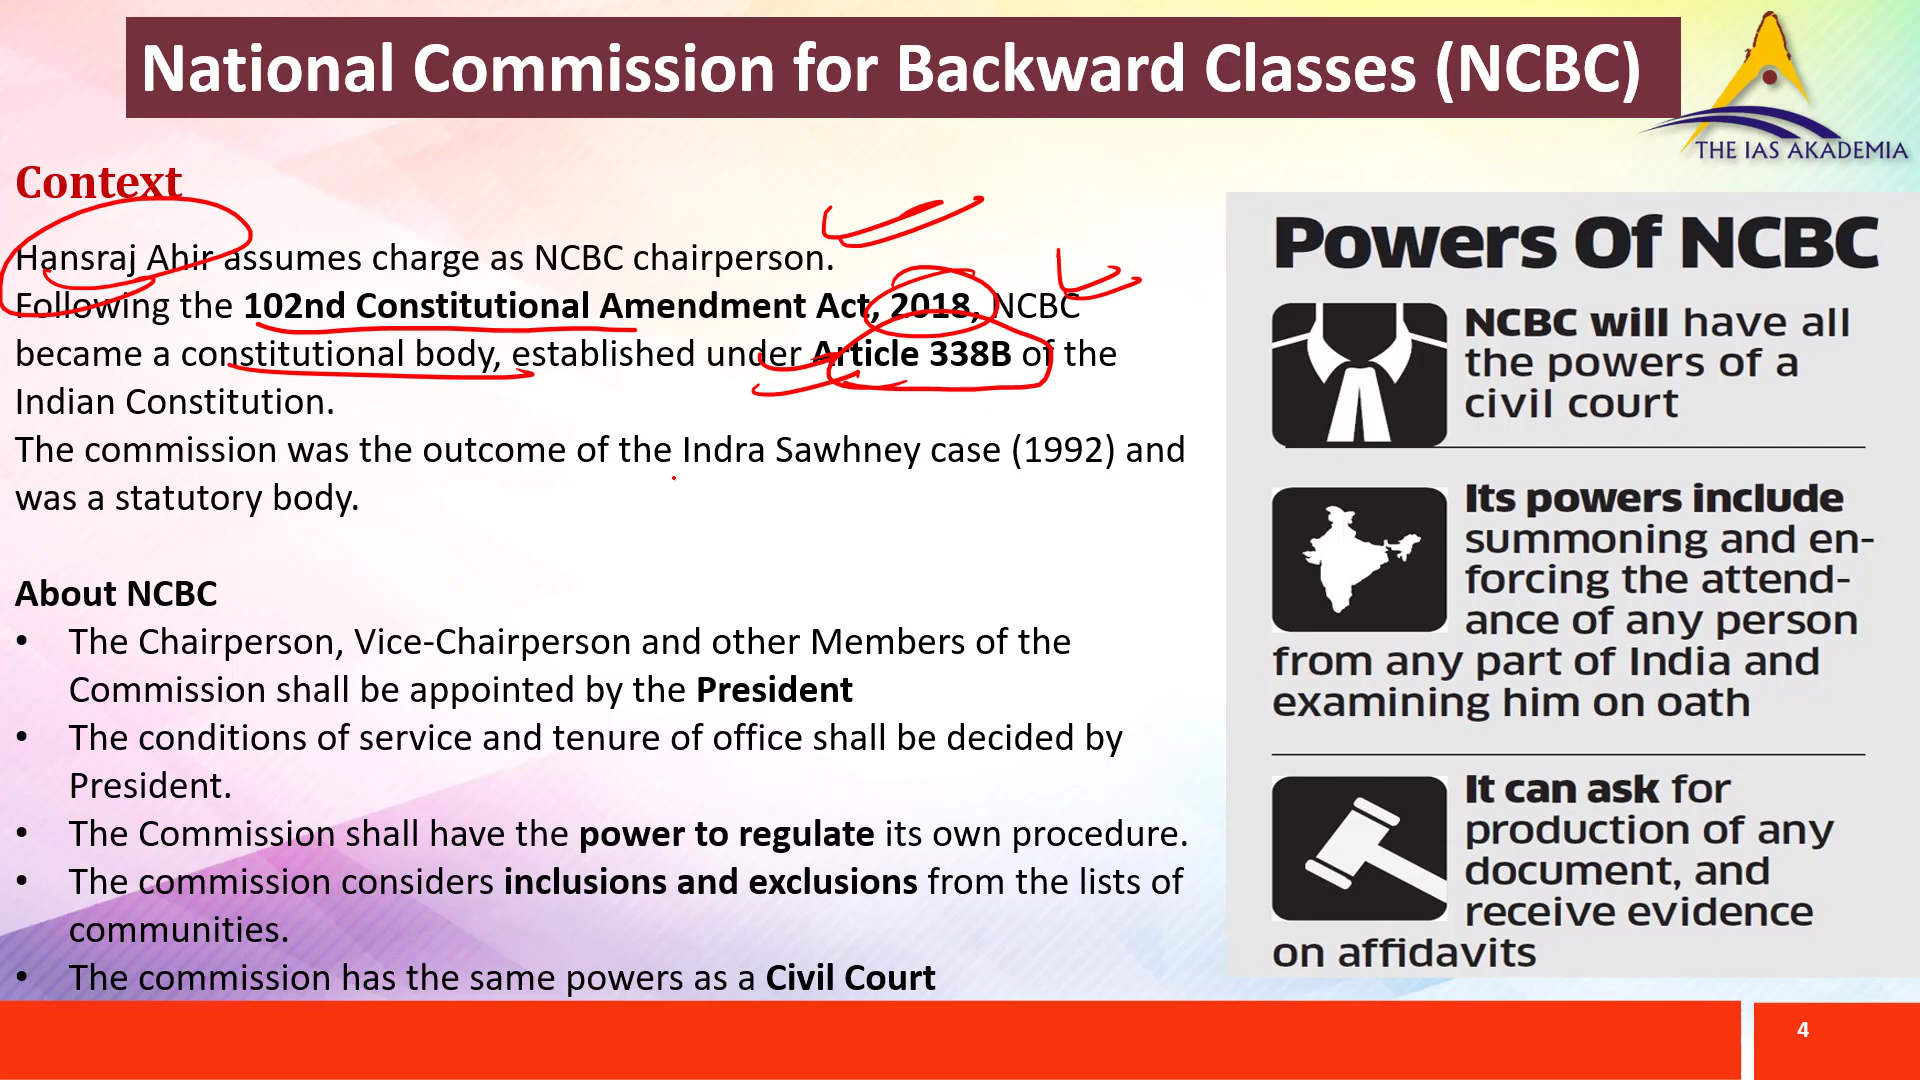 National Commission for Backward Classes (NCBC)
THE IAS AKADEMIA
Context
Hansraj Ahir assumes charge as NCBC chairperson.
Following the 102nd Constitutional Amendment Act, 2018, NCBC
became a constitutional body, established under Article 338B of the
Indian Constitution.
The commission was the outcome of the Indra Sawhney case (1992) and
was a statutory body.
About NCBC
• The Chairperson, Vice-Chairperson and other Members of the
Commission shall be appointed by the President
• The conditions of service and tenure of office shall be decided by
President.
• The Commission shall have the power to regulate its own procedure.
• The commission considers inclusions and exclusions from the lists of
communities.
• The commission has the same powers as a Civil Court
Powers Of NCBC
NCBC will have all
the powers of a
civil court
Its powers include
summoning and en-
forcing the attend-
ance of any person
from any part of India and
examining him on oath
It can ask for
production of any
document, and
receive evidence
on affidavits
4